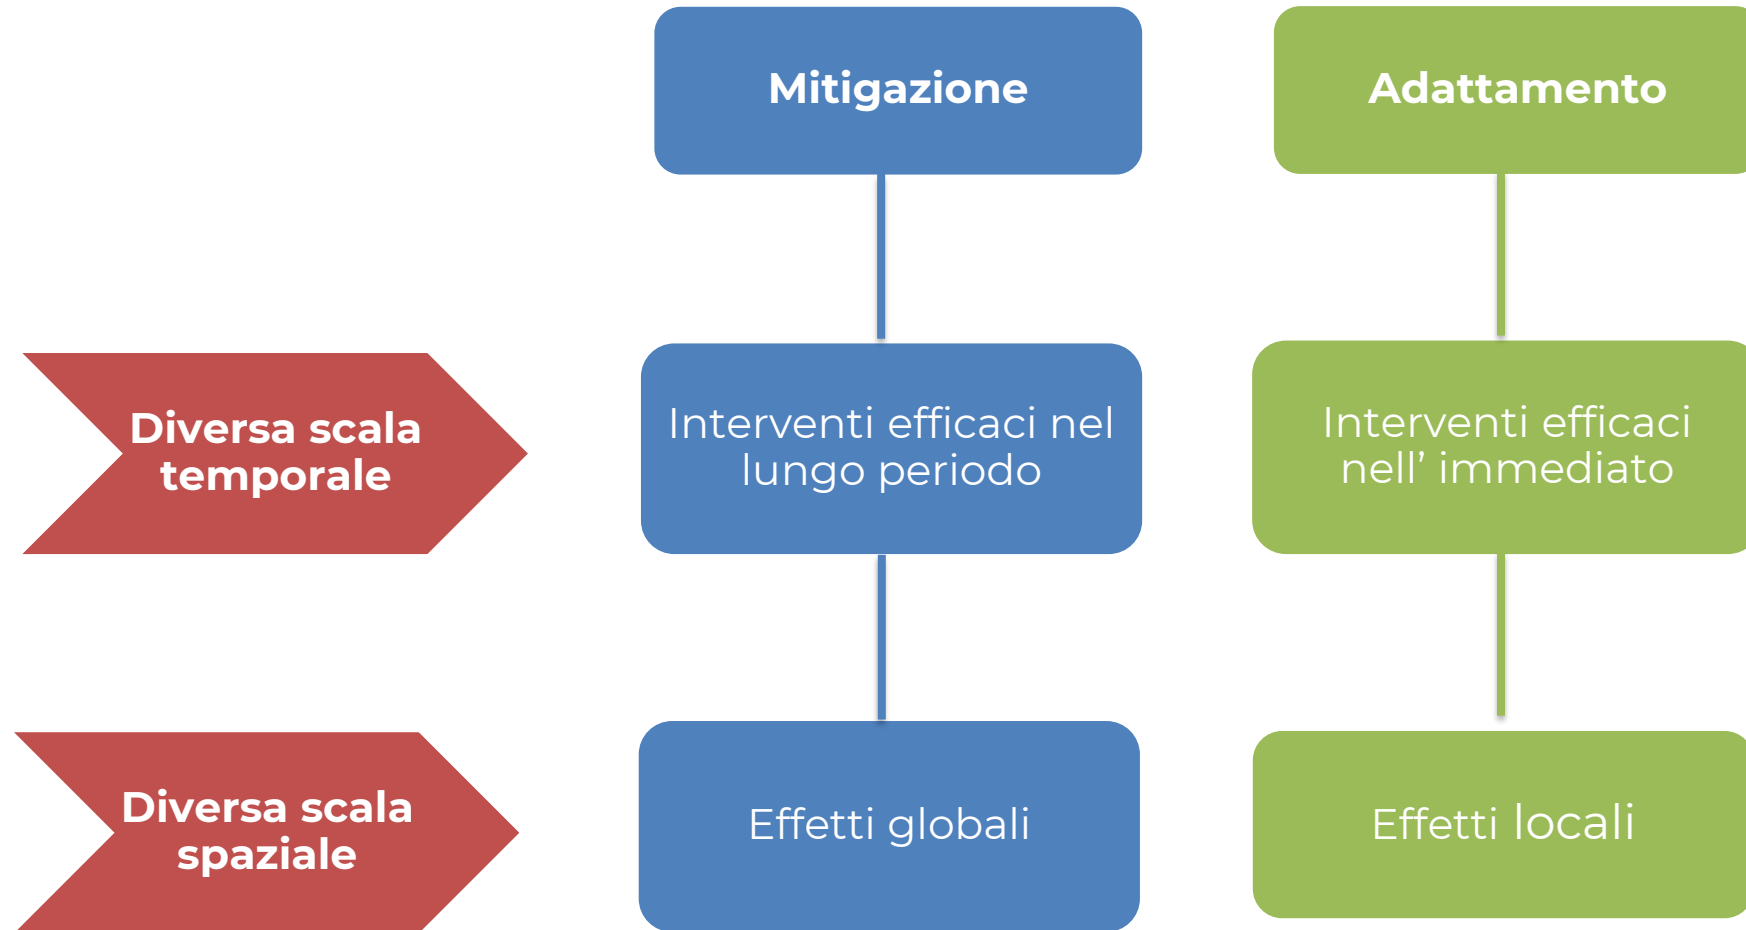 Mitigazione
Adattamento
Diversa scala
temporale
Interventi efficaci nel
lungo periodo
Interventi efficaci
nell’ immediato
Diversa scala
spaziale
Effetti globali
Effetti locali